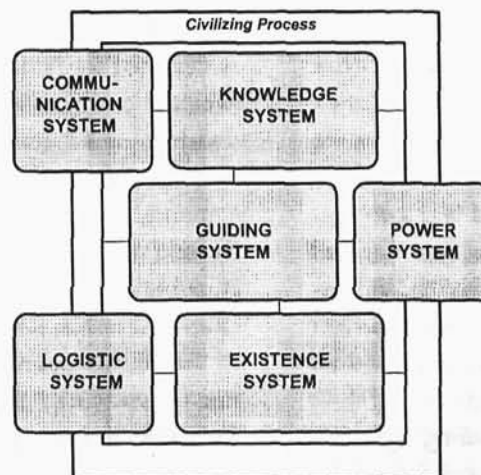 Civilizing Process
COMMU-
NICATION
SYSTEM
KNOWLEDGE
SYSTEM
GUIDING
SYSTEM
POWER
SYSTEM
LOGISTIC
SYSTEM
EXISTENCE
SYSTEM